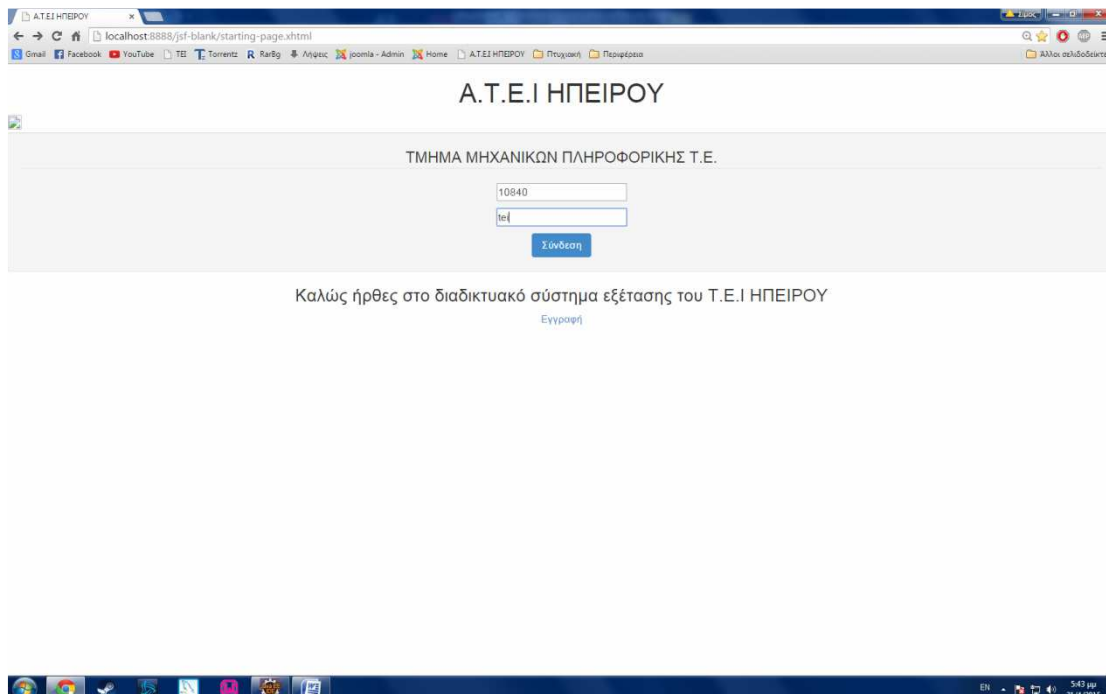 Α.Τ.Ε.Ι ΗΠΕΙΡΟΥ
Σίμος
localhost:8888/jsf-blank/starting-page.xhtml
Gmail Facebook YouTube TEI Torrentz RarBg Λήψεις joomla - Admin Home Α.Τ.Ε.Ι ΗΠΕΙΡΟΥ Πτυχιακή Περιφέρεια Άλλοι σελιδοδείκτε
Α.Τ.Ε.Ι ΗΠΕΙΡΟΥ
ΤΜΗΜΑ ΜΗΧΑΝΙΚΩΝ ΠΛΗΡΟΦΟΡΙΚΗΣ Τ.Ε.
10840
tei
Σύνδεση
Καλώς ήρθες στο διαδικτυακό σύστημα εξέτασης του Τ.Ε.Ι ΗΠΕΙΡΟΥ
Εγγραφή
EN 5:43 μμ